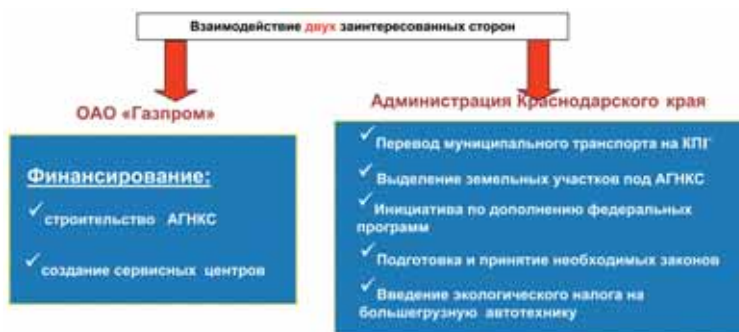 Взаимодействие двух заинтересованных сторон
ОАО «Газпром»
Финансирование:
✓строительство АГНКС
✓создание сервисных центров
Администрация Краснодарского края
✓Перевод муниципального транспорта на КПГ
✓Выделение земельных участков под АГНКС
✓Инициатива по дополнению федеральных
программ
✓Подготовка и принятие необходимых законов
✓Введение экологического налога на
большегрузную автотехнику